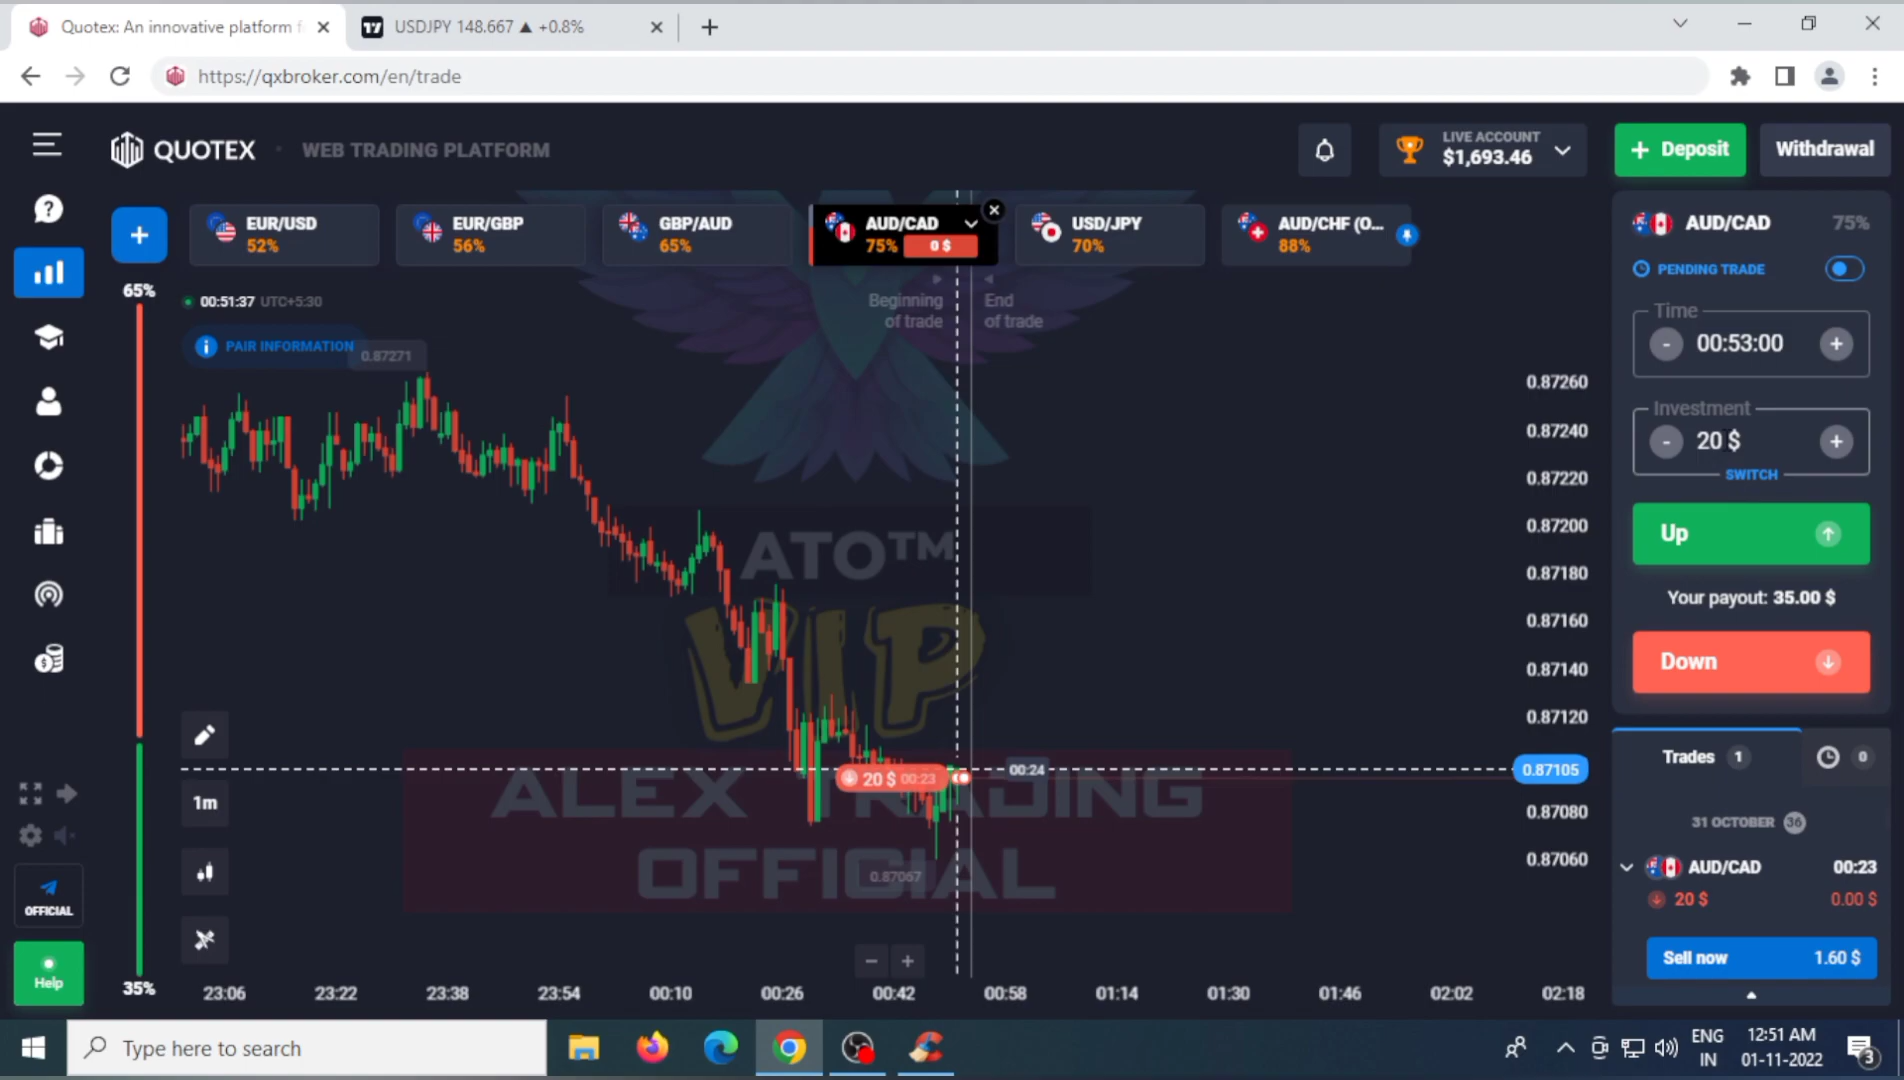 Quotex: An innovative platform f
USDJPY 148.667 ▲ +0.8%
https://qxbroker.com/en/trade
QUOTEX
WEB TRADING PLATFORM
LIVE ACCOUNT
$1,693.46
+ Deposit
Withdrawal
EUR/USD
52%
EUR/GBP
56%
GBP/AUD
65%
AUD/CAD
75% 0 $
USD/JPY
70%
AUD/CHF (O...
88%
AUD/CAD 75%
PENDING TRADE
Time
- 00:53:00 +
Investment
- 20 $ +
SWITCH
Up
Your payout: 35.00 $
Down
65%
00:51:37 UTC+5:30
PAIR INFORMATION
0.87271
Beginning
of trade
End
of trade
0.87260
0.87240
0.87220
0.87200
0.87180
0.87160
0.87140
0.87120
0.87105
0.87080
0.87060
ATO™
VIP
ALEX TRADING
OFFICIAL
20 $ 00:23
00:24
0.87067
1m
Trades 1
0
31 OCTOBER 36
AUD/CAD 00:23
20 $ 0.00 $
Sell now 1.60 $
OFFICIAL
Help
35%
23:06 23:22 23:38 23:54 00:10 00:26 00:42 00:58 01:14 01:30 01:46 02:02 02:18
Type here to search
ENG
IN
12:51 AM
01-11-2022
3